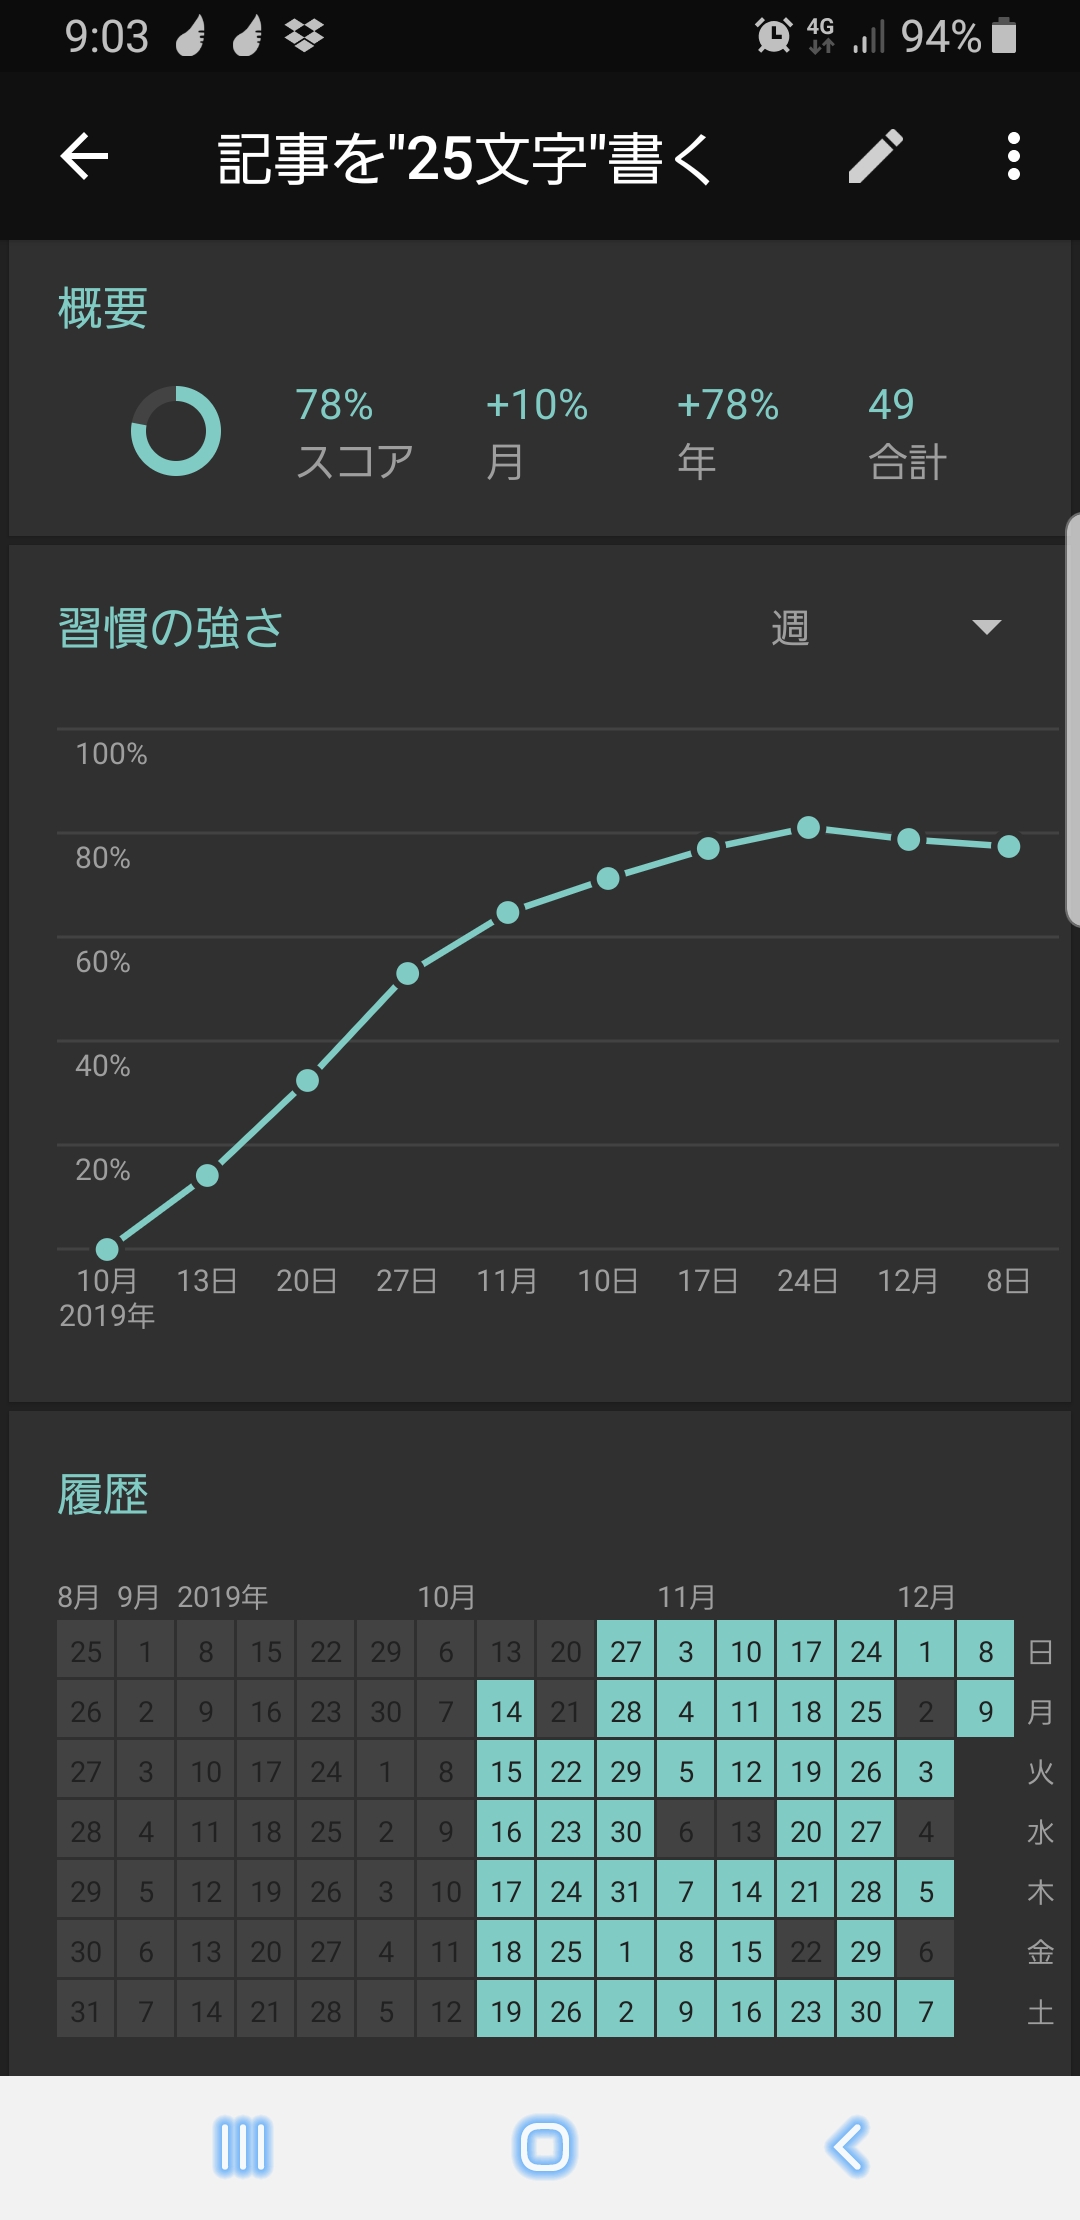 9:03 4G 94%
記事を"25文字"書く
概要
78% +10% +78% 49
スコア 月 年 合計
習慣の強さ 週
100%
80%
60%
40%
20%
10月 13日 20日 27日 11月 10日 17日 24日 12月 8日
2019年
履歴
8月 9月 2019年 10月 11月 12月
25 1 8 15 22 29 6 13 20 27 3 10 17 24 1 8 日
26 2 9 16 23 30 7 14 21 28 4 11 18 25 2 9 月
27 3 10 17 24 1 8 15 22 29 5 12 19 26 3 火
28 4 11 18 25 2 9 16 23 30 6 13 20 27 4 水
29 5 12 19 26 3 10 17 24 31 7 14 21 28 5 木
30 6 13 20 27 4 11 18 25 1 8 15 22 29 6 金
31 7 14 21 28 5 12 19 26 2 9 16 23 30 7 土